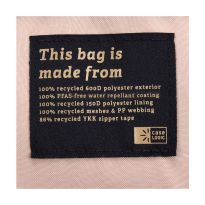 This bag is
made from
100% recycled 600D polyester exterior
100% PFAS-free water repellant coating
100% recycled 150D polyester lining
100% recycled meshes & PP webbing
86% recycled YKK zipper tape
case
LOGIC